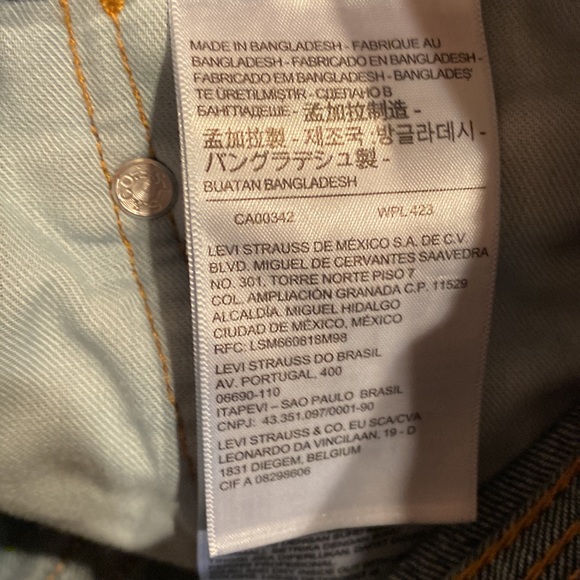 MADE IN BANGLADESH - FABRIQUE AU
BANGLADESH - FABRICADO EN BANGLADESH -
FABRICADO EM BANGLADESH - BANGLADEŞ'
TE ÜRETILMIŞTIR - СДЕЛАНО В
БАНГЛАДЕШЕ - 孟加拉制造 -
孟加拉製 - 제조국 방글라데시 -
バングラデシュ製 -
BUATAN BANGLADESH
CA00342 WPL 423
LEVI STRAUSS DE MÉXICO S.A. DE C.V.
BLVD. MIGUEL DE CERVANTES SAAVEDRA
NO. 301, TORRE NORTE PISO 7
COL. AMPLIACIÓN GRANADA C.P. 11529
ALCALDÍA. MIGUEL HIDALGO
CIUDAD DE MÉXICO, MÉXICO
RFC: LSM660818M98
LEVI STRAUSS DO BRASIL
AV. PORTUGAL, 400
06690-110
ITAPEVI – SAO PAULO BRASIL
CNPJ: 43.351.097/0001-90
LEVI STRAUSS & CO. EU SCA/CVA
LEONARDO DA VINCILAAN, 19 - D
1831 DIEGEM, BELGIUM
CIF A 08298606